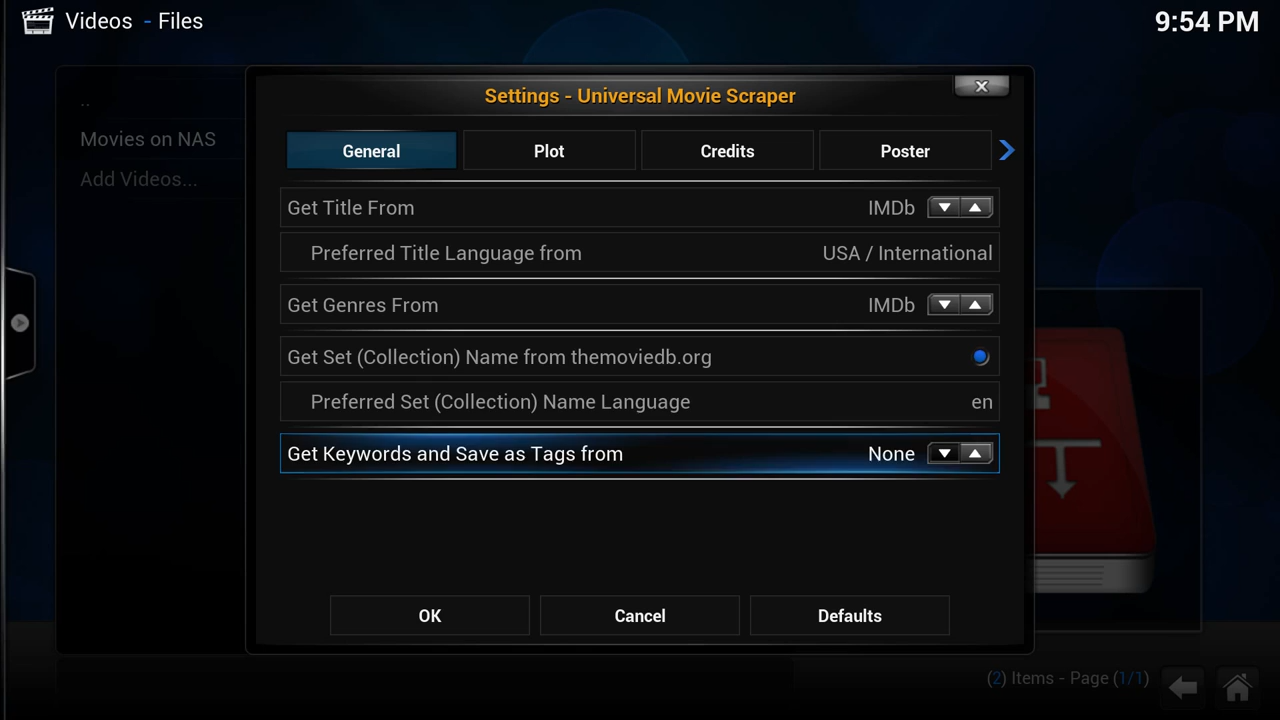 Videos - Files
9:54 PM
..
Movies on NAS
Add Videos...
Settings - Universal Movie Scraper
General Plot Credits Poster
Get Title From IMDb
Preferred Title Language from USA / International
Get Genres From IMDb
Get Set (Collection) Name from themoviedb.org
Preferred Set (Collection) Name Language en
Get Keywords and Save as Tags from None
OK Cancel Defaults
(2) Items - Page (1/1)